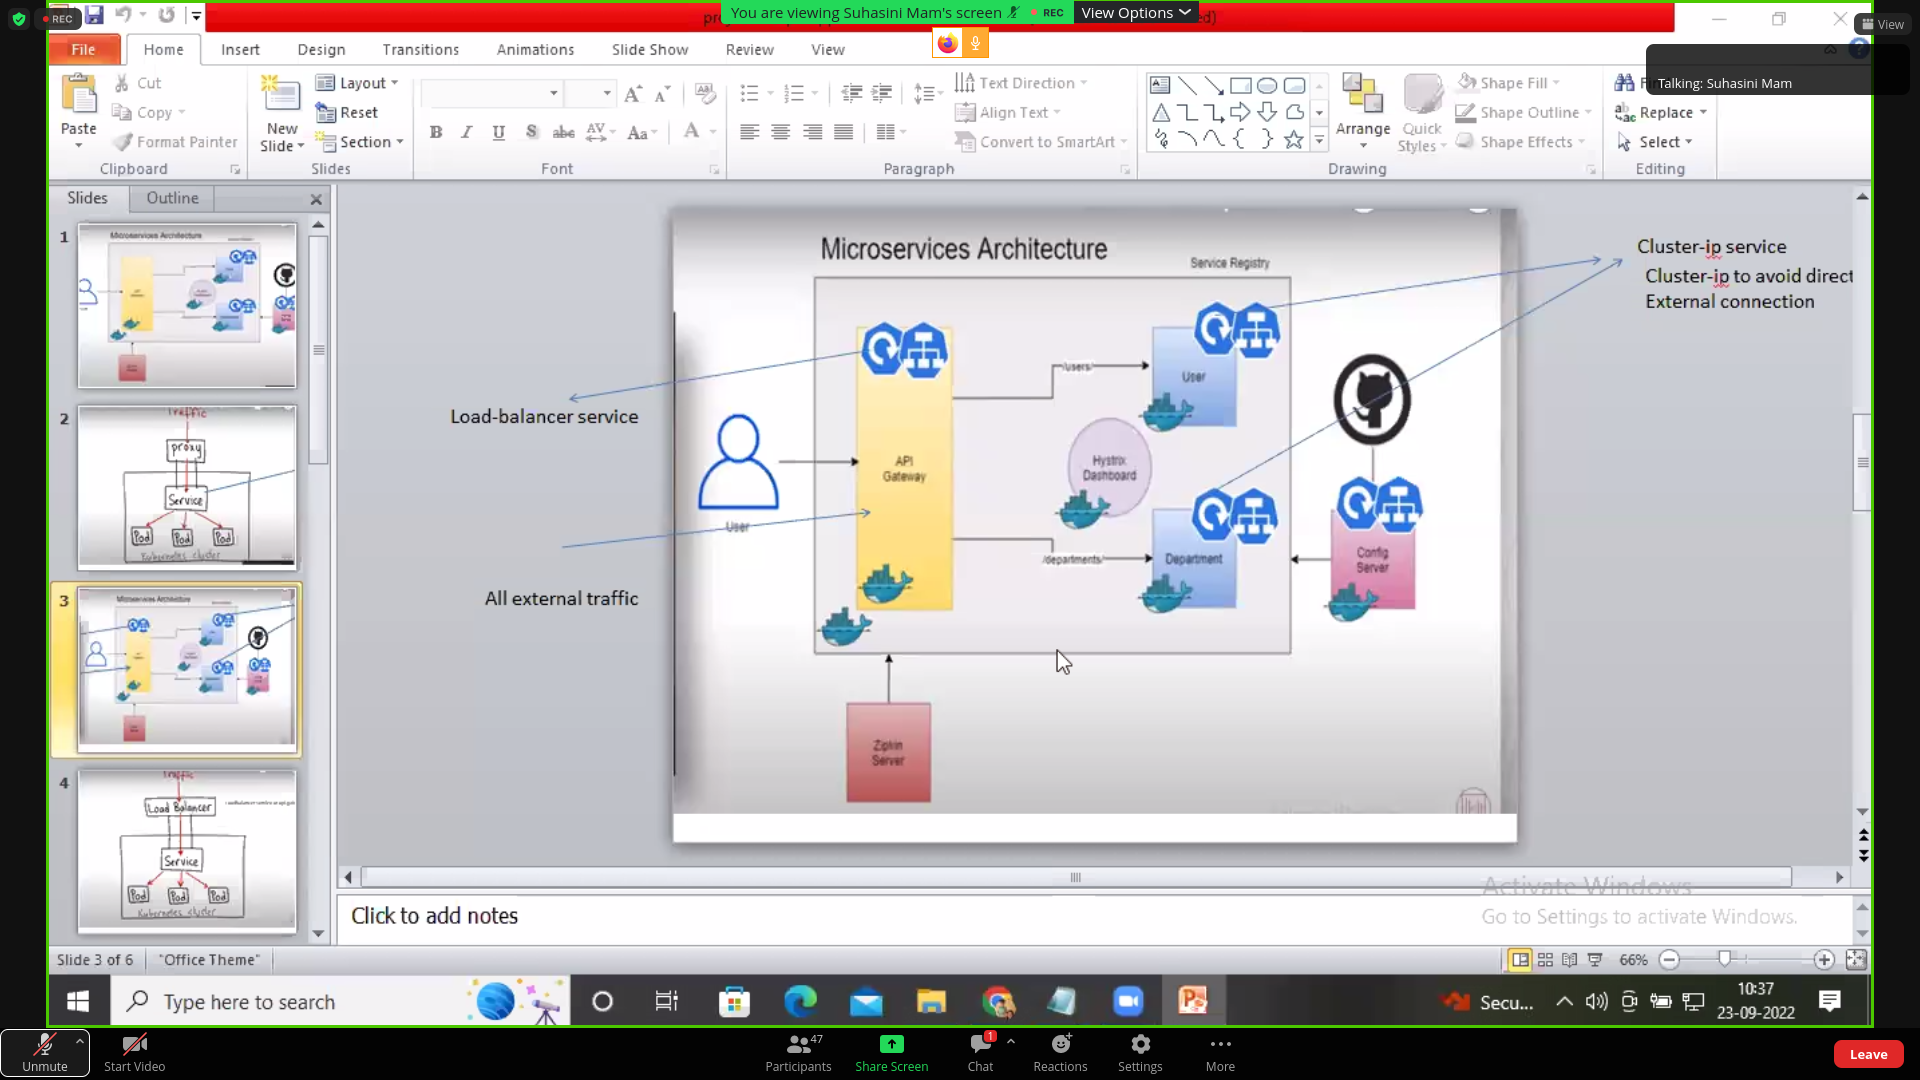 REC
You are viewing Suhasini Mam's screen
REC
View Options
View
Talking: Suhasini Mam
File
Home
Insert
Design
Transitions
Animations
Slide Show
Review
View
Paste
Cut
Copy
Format Painter
Clipboard
New
Slide
Layout
Reset
Section
Slides
Font
Text Direction
Align Text
Convert to SmartArt
Paragraph
Arrange
Quick
Styles
Shape Fill
Shape Outline
Shape Effects
Drawing
Replace
Select
Editing
Slides
Outline
1
Microservices Architecture
2
Traffic
proxy
Service
Pod
Pod
Pod
Kubernetes cluster
3
Microservices Architecture
4
Traffic
Load Balancer
Service
Pod
Pod
Pod
Kubernetes cluster
Microservices Architecture
Service Registry
Cluster-ip service
Cluster-ip to avoid direct
External connection
Load-balancer service
All external traffic
User
API
Gateway
/users/
User
Hystrix
Dashboard
/departments/
Department
Config
Server
Zipkin
Server
Click to add notes
Activate Windows
Go to Settings to activate Windows.
Slide 3 of 6
"Office Theme"
66%
Type here to search
Secu...
10:37
23-09-2022
Unmute
Start Video
47
Participants
Share Screen
1
Chat
Reactions
Settings
More
Leave